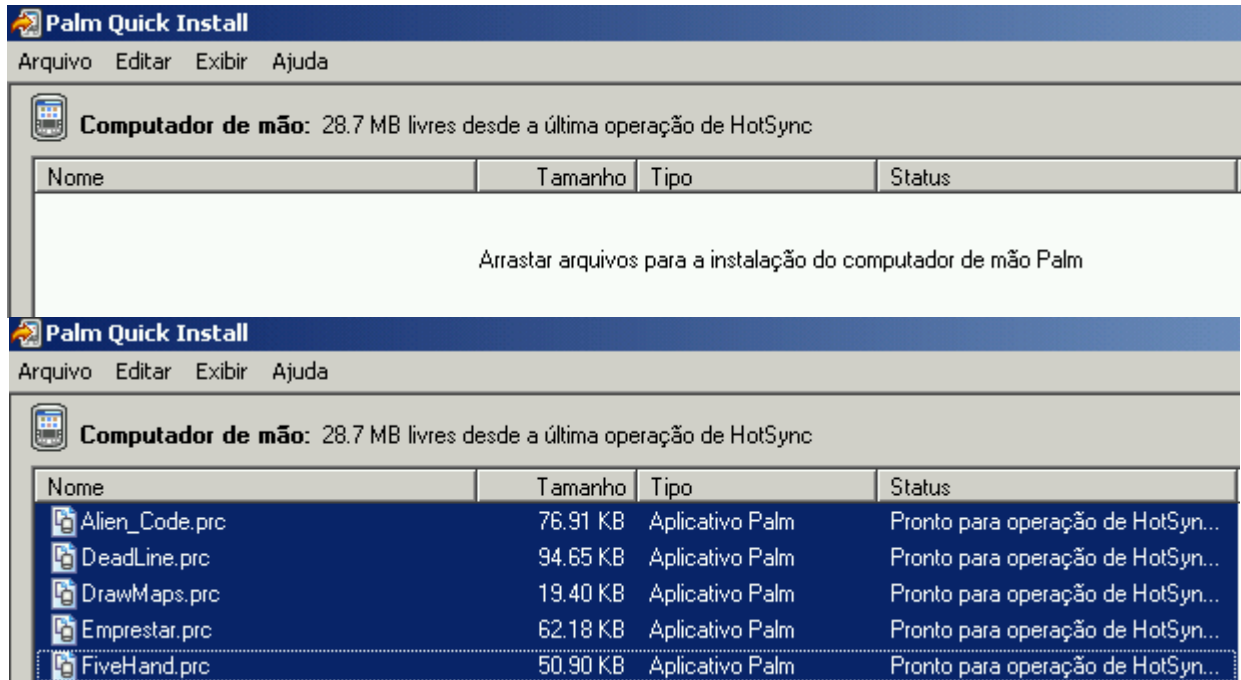 Palm Quick Install
Arquivo Editar Exibir Ajuda
Computador de mão: 28.7 MB livres desde a última operação de HotSync
Nome Tamanho Tipo Status
Arrastar arquivos para a instalação do computador de mão Palm
Palm Quick Install
Arquivo Editar Exibir Ajuda
Computador de mão: 28.7 MB livres desde a última operação de HotSync
Nome Tamanho Tipo Status
Alien_Code.prc 76.91 KB Aplicativo Palm Pronto para operação de HotSyn...
DeadLine.prc 94.65 KB Aplicativo Palm Pronto para operação de HotSyn...
DrawMaps.prc 19.40 KB Aplicativo Palm Pronto para operação de HotSyn...
Emprestar.prc 62.18 KB Aplicativo Palm Pronto para operação de HotSyn...
FiveHand.prc 50.90 KB Aplicativo Palm Pronto para operação de HotSyn...